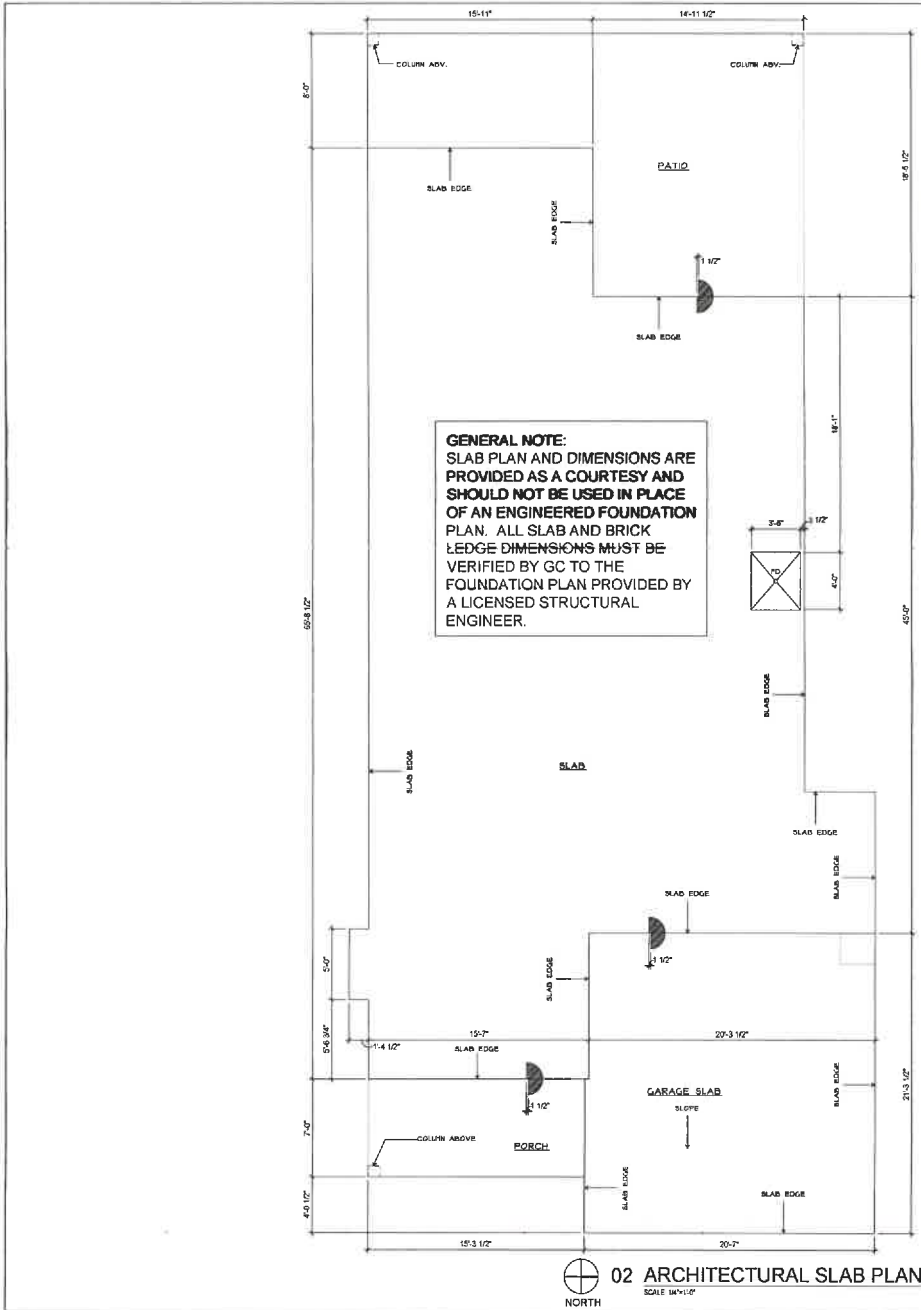 15'-11"
14'-11 1/2"
COLUMN ABV.
COLUMN ABV.
8'-0"
PATIO
SLAB EDGE
SLAB EDGE
1 1/2"
SLAB EDGE
18'-1"
GENERAL NOTE:
SLAB PLAN AND DIMENSIONS ARE
PROVIDED AS A COURTESY AND
SHOULD NOT BE USED IN PLACE
OF AN ENGINEERED FOUNDATION
PLAN. ALL SLAB AND BRICK
LEDGE DIMENSIONS MUST BE
VERIFIED BY GC TO THE
FOUNDATION PLAN PROVIDED BY
A LICENSED STRUCTURAL
ENGINEER.
3'-6"
4'-0"
65'-8 1/2"
45'-0"
SLAB EDGE
SLAB EDGE
SLAB
SLAB EDGE
SLAB EDGE
SLAB EDGE
5'-0"
1 1/2"
SLAB EDGE
5'-6 3/4"
1'-4 1/2"
15'-7"
20'-3 1/2"
SLAB EDGE
SLAB EDGE
21'-3 1/2"
1 1/2"
GARAGE SLAB
SLOPE
7'-0"
COLUMN ABOVE
PORCH
SLAB EDGE
SLAB EDGE
4'-0 1/2"
15'-3 1/2"
20'-7"
02 ARCHITECTURAL SLAB PLAN
NORTH